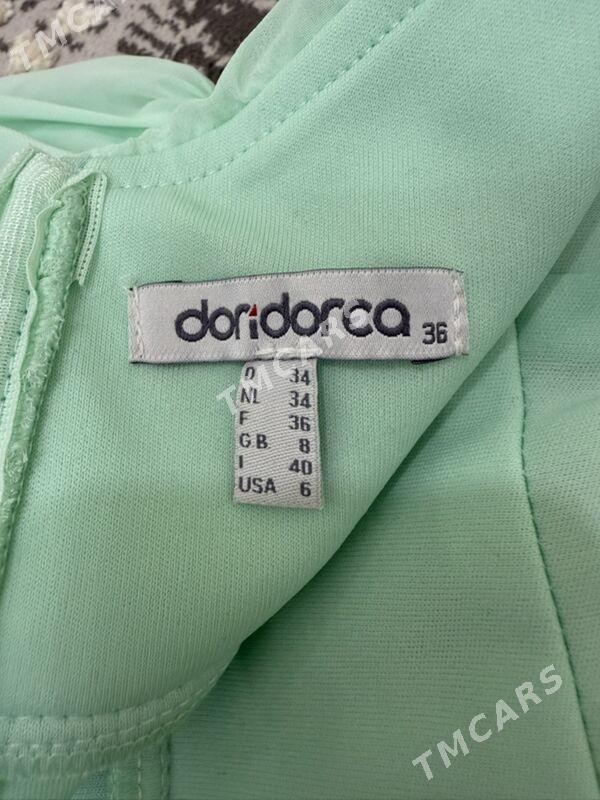 TMCARS
doridorca 36
TMCARS
D 34
NL 34
F 36
GB 8
I 40
USA 6
TMCARS